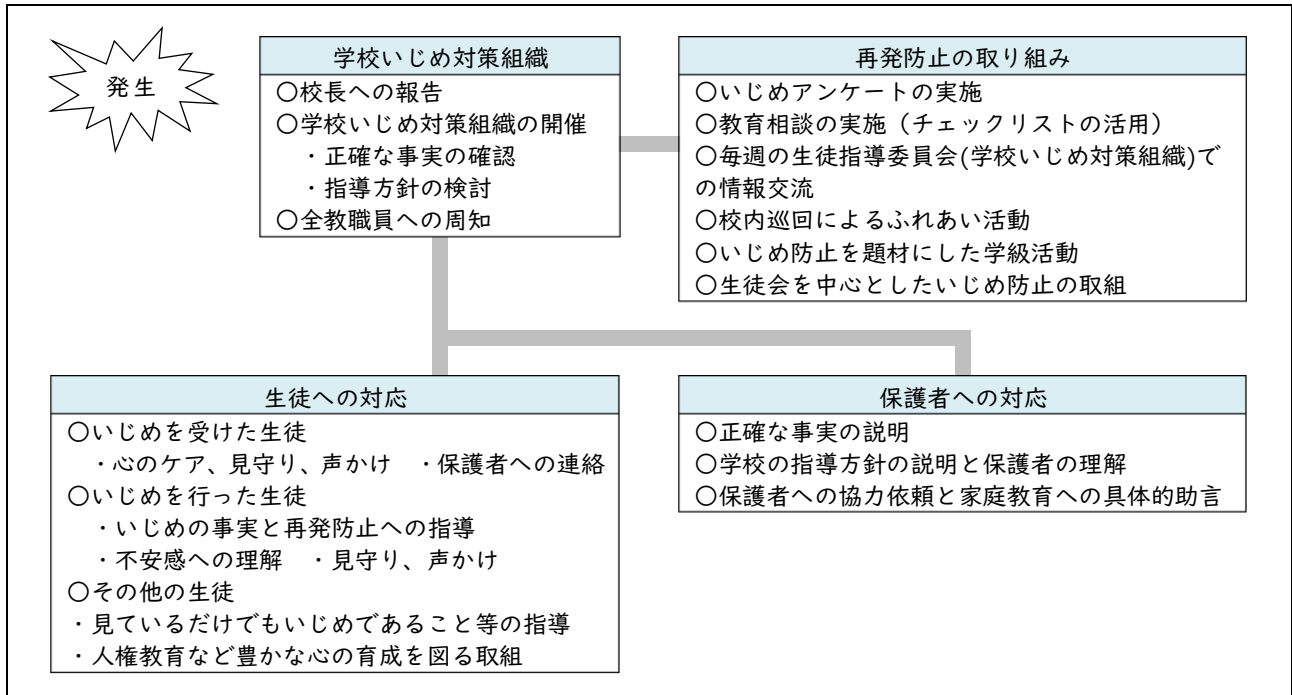 発生
学校いじめ対策組織
○校長への報告
○学校いじめ対策組織の開催
・正確な事実の確認
・指導方針の検討
○全教職員への周知
再発防止の取り組み
○いじめアンケートの実施
○教育相談の実施（チェックリストの活用）
○毎週の生徒指導委員会(学校いじめ対策組織)で
の情報交流
○校内巡回によるふれあい活動
○いじめ防止を題材にした学級活動
○生徒会を中心としたいじめ防止の取組
生徒への対応
○いじめを受けた生徒
・心のケア、見守り、声かけ　・保護者への連絡
○いじめを行った生徒
・いじめの事実と再発防止への指導
・不安感への理解　・見守り、声かけ
○その他の生徒
・見ているだけでもいじめであること等の指導
・人権教育など豊かな心の育成を図る取組
保護者への対応
○正確な事実の説明
○学校の指導方針の説明と保護者の理解
○保護者への協力依頼と家庭教育への具体的助言